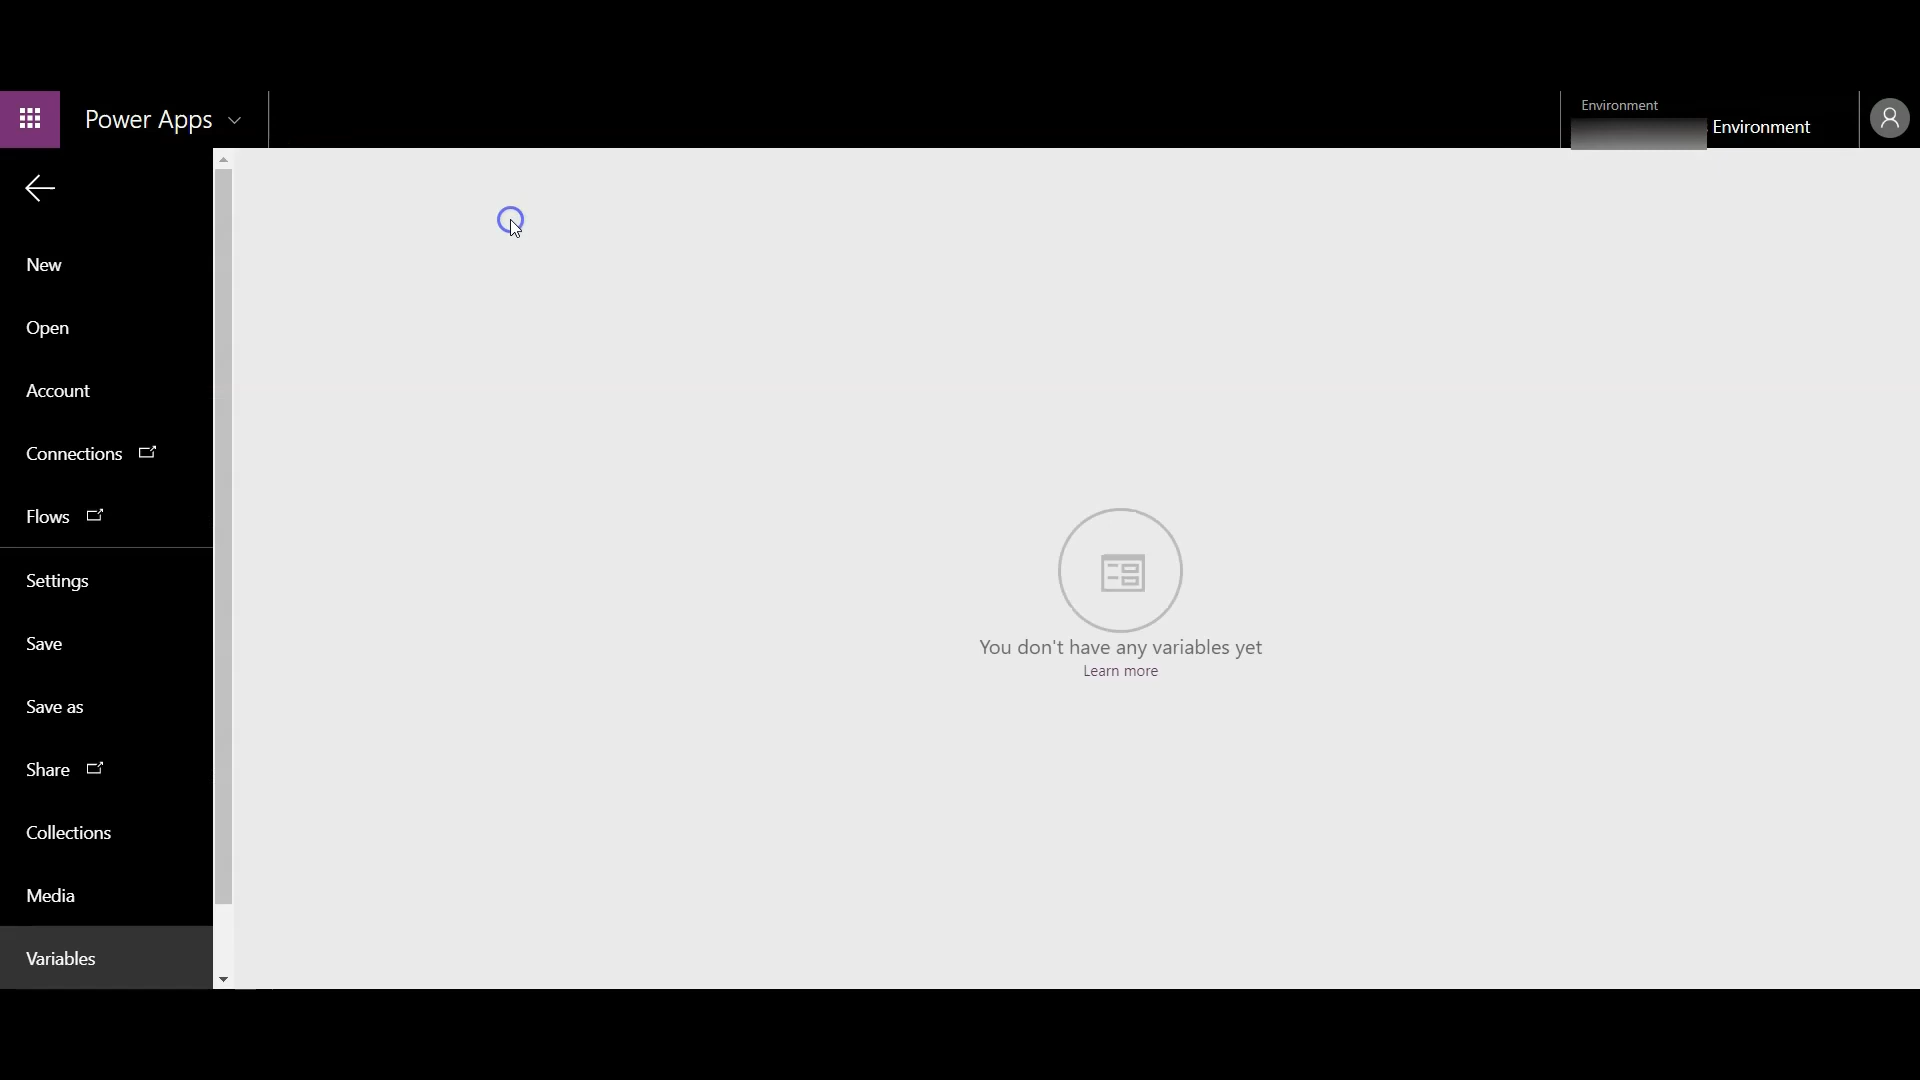 Power Apps
Environment
Environment
New
Open
Account
Connections
Flows
Settings
Save
Save as
Share
Collections
Media
Variables
You don't have any variables yet
Learn more